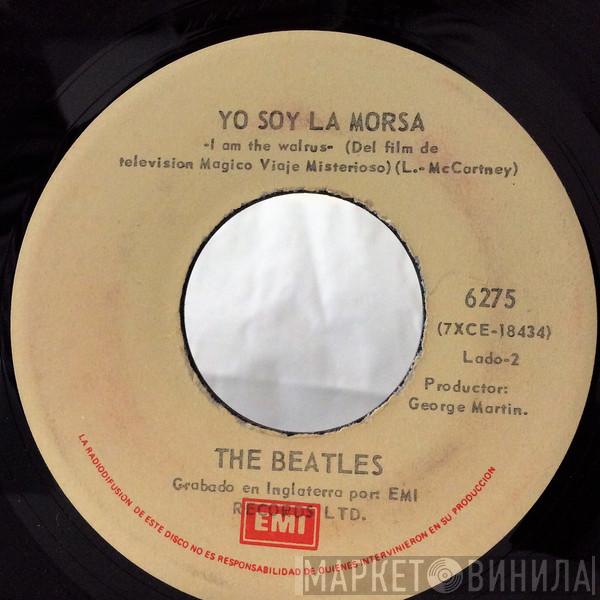 YO SOY LA MORSA
-I am the walrus- (Del film de
television Magico Viaje Misterioso) (L.-McCartney)
6275
(7XCE-18434)
Lado-2
Productor:
George Martin.
THE BEATLES
Grabado en Inglaterra por: EMI
RECORDS LTD.
EMI
LA RADIODIFUSION DE ESTE DISCO NO ES RESPONSABILIDAD DE QUIENES INTERVINIERON EN SU PRODUCCION
МАРКЕТ ВИНИЛА